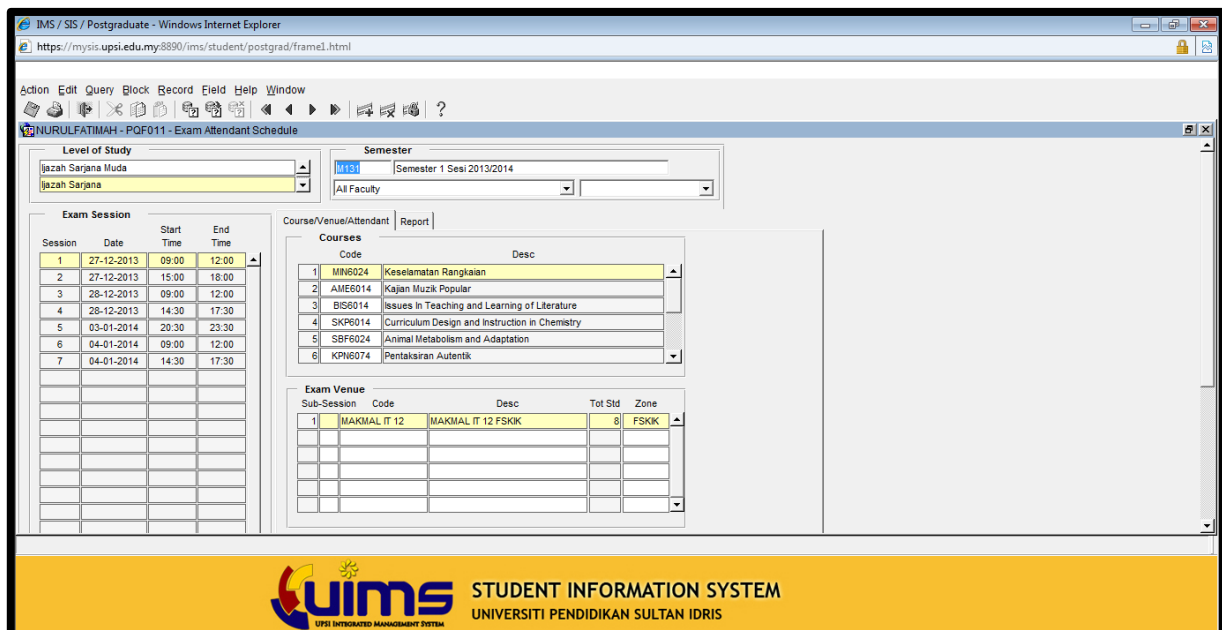 IMS / SIS / Postgraduate - Windows Internet Explorer
https://mysis.upsi.edu.my:8890/ims/student/postgrad/frame1.html
Action Edit Query Block Record Field Help Window
NURULFATIMAH - PQF011 - Exam Attendant Schedule
Level of Study
Ijazah Sarjana Muda
Ijazah Sarjana
Semester
M131 Semester 1 Sesi 2013/2014
All Faculty
Exam Session
Session Date Start Time End Time
1 27-12-2013 09:00 12:00
2 27-12-2013 15:00 18:00
3 28-12-2013 09:00 12:00
4 28-12-2013 14:30 17:30
5 03-01-2014 20:30 23:30
6 04-01-2014 09:00 12:00
7 04-01-2014 14:30 17:30
Course/Venue/Attendant Report
Courses
Code Desc
1 MIN6024 Keselamatan Rangkaian
2 AME6014 Kajian Muzik Popular
3 BIS6014 Issues In Teaching and Learning of Literature
4 SKP6014 Curriculum Design and Instruction in Chemistry
5 SBF6024 Animal Metabolism and Adaptation
6 KPN6074 Pentaksiran Autentik
Exam Venue
Sub-Session Code Desc Tot Std Zone
1 MAKMAL IT 12 MAKMAL IT 12 FSKIK 8 FSKIK
uims
UPSI INTEGRATED MANAGEMENT SYSTEM
STUDENT INFORMATION SYSTEM
UNIVERSITI PENDIDIKAN SULTAN IDRIS